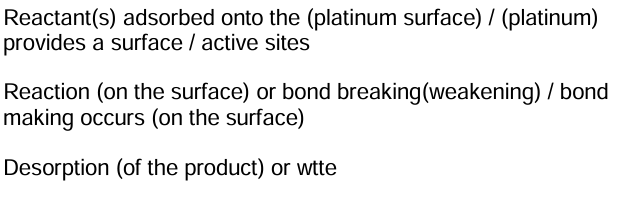 Reactant(s) adsorbed onto the (platinum surface) / (platinum)
provides a surface / active sites
Reaction (on the surface) or bond breaking(weakening) / bond
making occurs (on the surface)
Desorption (of the product) or wtte